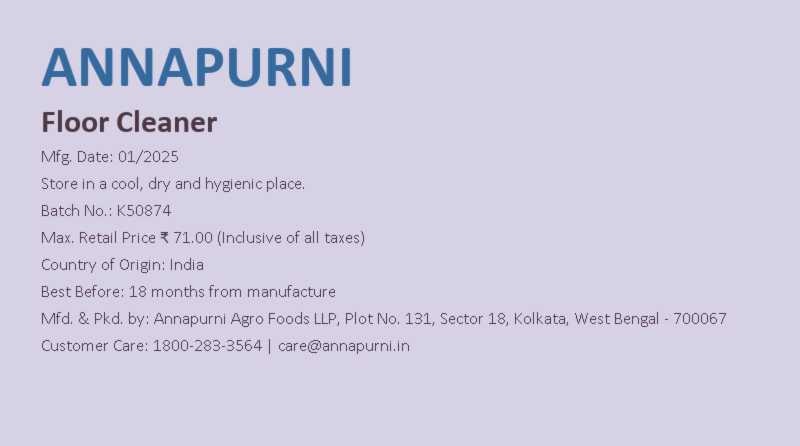 ANNAPURNI
Floor Cleaner
Mfg. Date: 01/2025
Store in a cool, dry and hygienic place.
Batch No.: K50874
Max. Retail Price ₹ 71.00 (Inclusive of all taxes)
Country of Origin: India
Best Before: 18 months from manufacture
Mfd. & Pkd. by: Annapurni Agro Foods LLP, Plot No. 131, Sector 18, Kolkata, West Bengal - 700067
Customer Care: 1800-283-3564 | care@annapurni.in